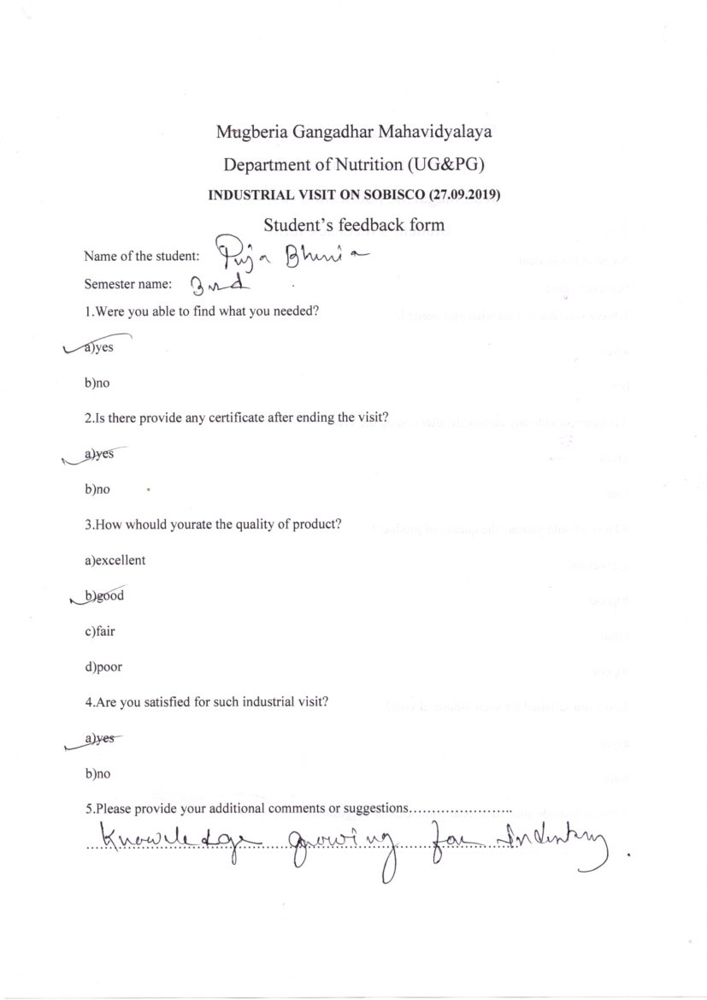 Mugberia Gangadhar Mahavidyalaya
Department of Nutrition (UG&PG)
INDUSTRIAL VISIT ON SOBISCO (27.09.2019)
Student's feedback form
Name of the student: Puja Bhunia
Semester name: 3rd
1.Were you able to find what you needed?
a)yes
b)no
2.Is there provide any certificate after ending the visit?
a)yes
b)no
3.How whould yourate the quality of product?
a)excellent
b)good
c)fair
d)poor
4.Are you satisfied for such industrial visit?
a)yes
b)no
5.Please provide your additional comments or suggestions.......................
Knowledge growing for